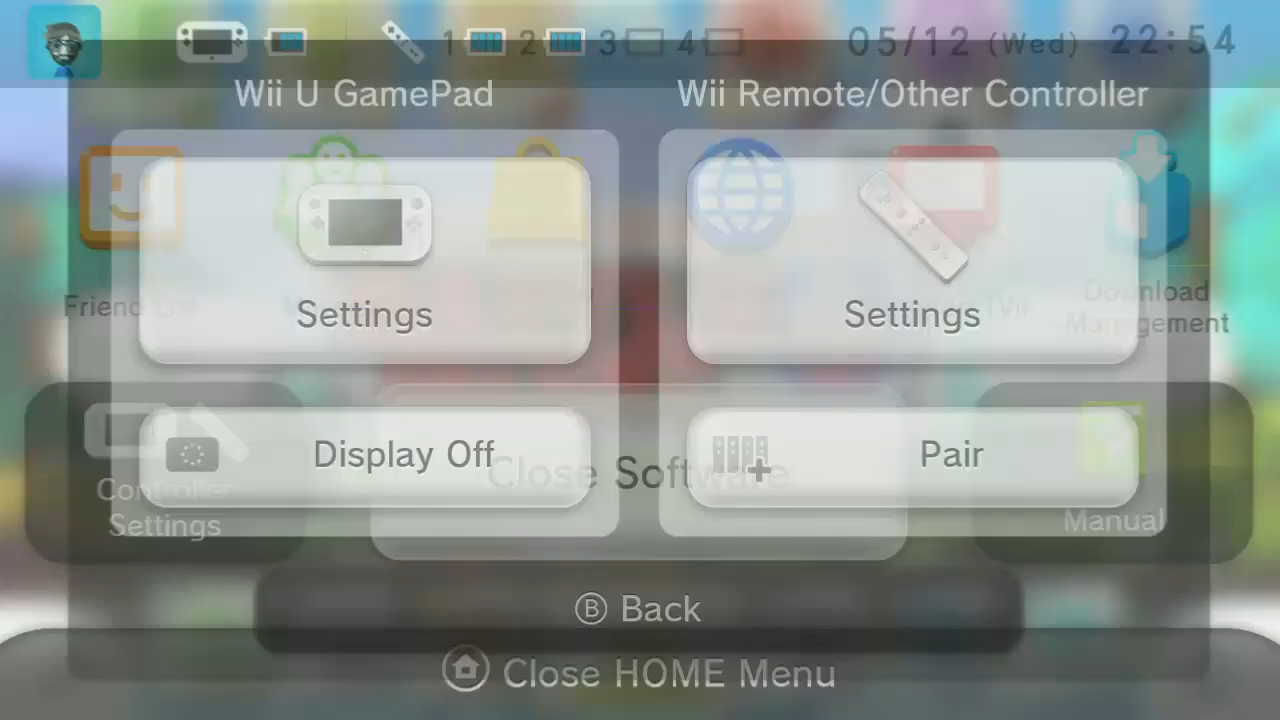 1 2 3 4 05/12 (Wed) 22:54
Wii U GamePad
Wii Remote/Other Controller
Friend List
Download
Management
Settings
Settings
Display Off
Close Software
Pair
Controller
Settings
Manual
B Back
Close HOME Menu